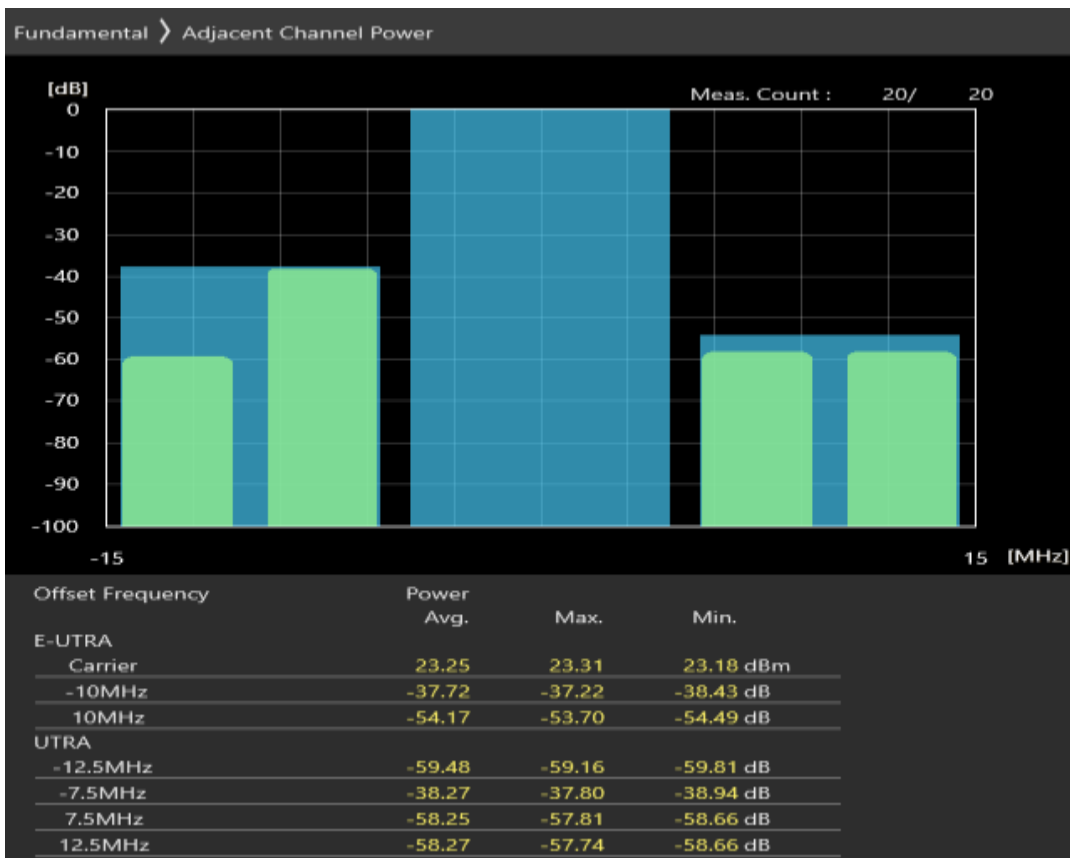 Fundamental 〉 Adjacent Channel Power
[dB]
Meas. Count : 20/ 20
0
-10
-20
-30
-40
-50
-60
-70
-80
-90
-100
-15 15 [MHz]
Offset Frequency Power
Avg. Max. Min.
E-UTRA
Carrier 23.25 23.31 23.18 dBm
-10MHz -37.72 -37.22 -38.43 dB
10MHz -54.17 -53.70 -54.49 dB
UTRA
-12.5MHz -59.48 -59.16 -59.81 dB
-7.5MHz -38.27 -37.80 -38.94 dB
7.5MHz -58.25 -57.81 -58.66 dB
12.5MHz -58.27 -57.74 -58.66 dB